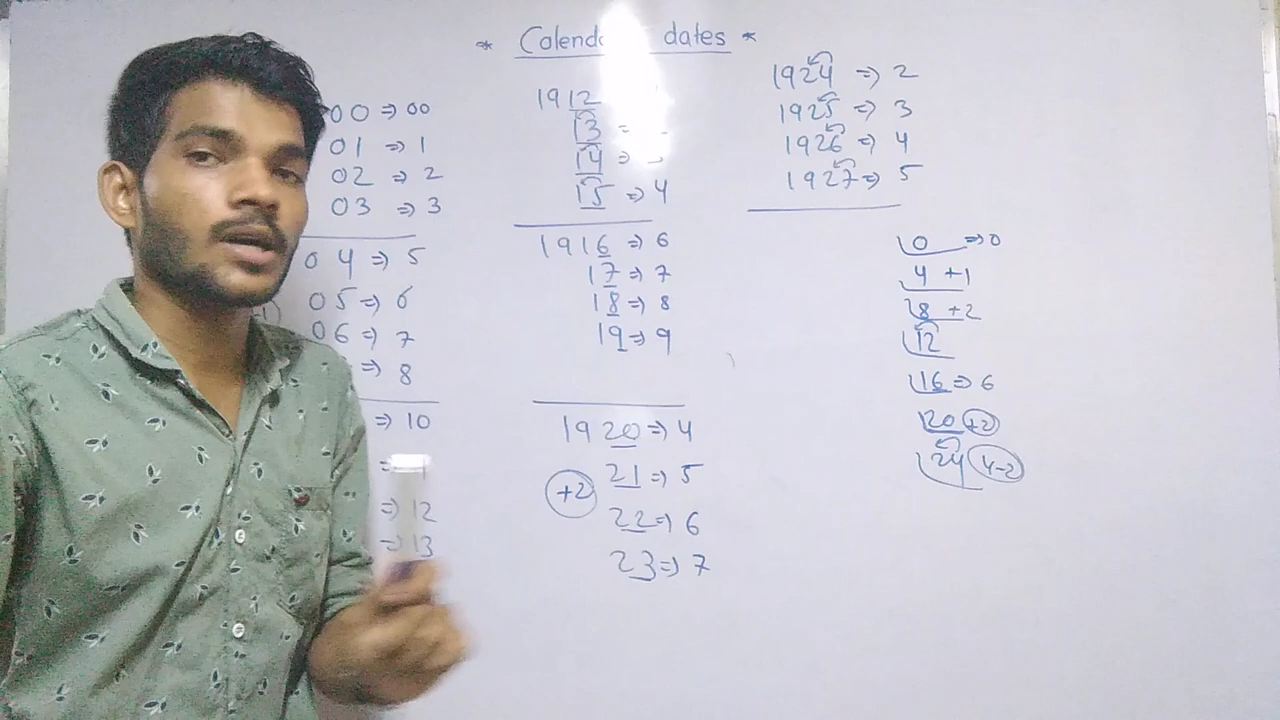 * Calend dates *
00 => 00
01 => 1
02 => 2
03 => 3
04 => 5
05 => 6
06 => 7
=> 8
=> 10
=> 12
=> 13
1912
13 =
14 =>
15 => 4
1916 => 6
17 => 7
18 => 8
19 => 9
1920 => 4
+2 21 => 5
22 => 6
23 => 7
1924 => 2
1925 => 3
1926 => 4
1927 => 5
0 => 0
4 +1
8 +2
12
16 => 6
20 +2
24 4-2